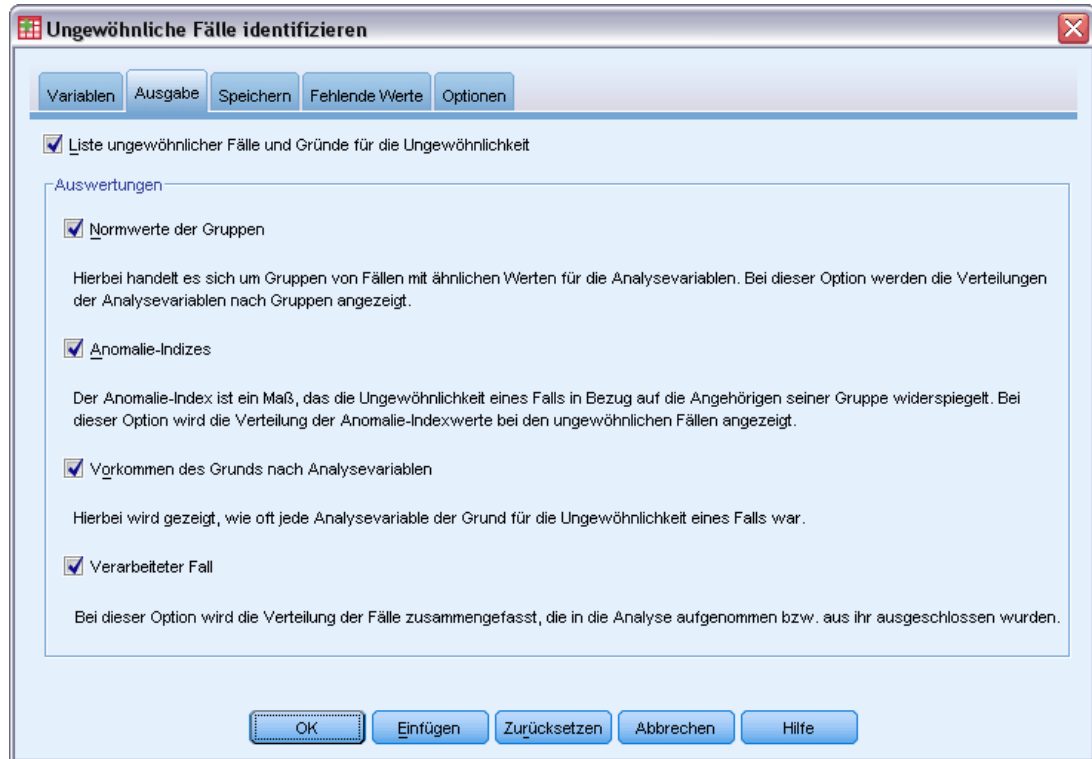 Ungewöhnliche Fälle identifizieren
Variablen Ausgabe Speichern Fehlende Werte Optionen
Liste ungewöhnlicher Fälle und Gründe für die Ungewöhnlichkeit
Auswertungen
Normwerte der Gruppen
Hierbei handelt es sich um Gruppen von Fällen mit ähnlichen Werten für die Analysevariablen. Bei dieser Option werden die Verteilungen
der Analysevariablen nach Gruppen angezeigt.
Anomalie-Indizes
Der Anomalie-Index ist ein Maß, das die Ungewöhnlichkeit eines Falls in Bezug auf die Angehörigen seiner Gruppe widerspiegelt. Bei
dieser Option wird die Verteilung der Anomalie-Indexwerte bei den ungewöhnlichen Fällen angezeigt.
Vorkommen des Grunds nach Analysevariablen
Hierbei wird gezeigt, wie oft jede Analysevariable der Grund für die Ungewöhnlichkeit eines Falls war.
Verarbeiteter Fall
Bei dieser Option wird die Verteilung der Fälle zusammengefasst, die in die Analyse aufgenommen bzw. aus ihr ausgeschlossen wurden.
OK Einfügen Zurücksetzen Abbrechen Hilfe